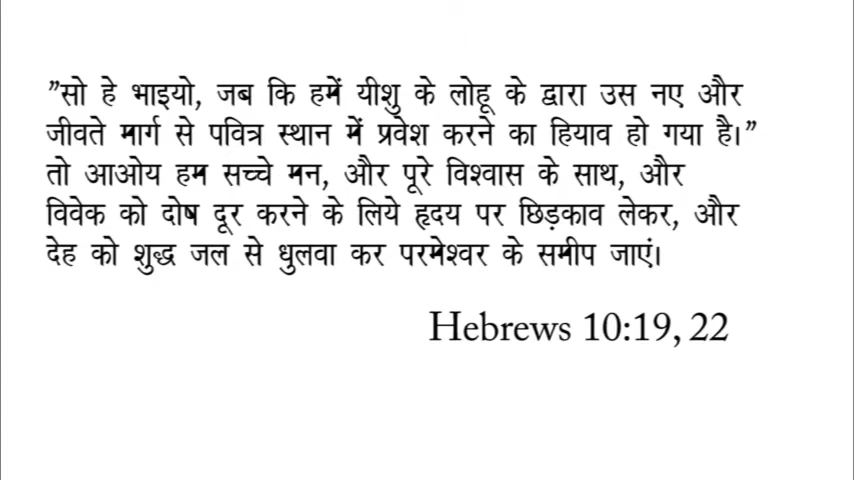 ”सो हे भाइयो, जब कि हमें यीशु के लोहू के द्वारा उस नए और
जीवते मार्ग से पवित्र स्थान में प्रवेश करने का हियाव हो गया है।”
तो आओय हम सच्चे मन, और पूरे विश्वास के साथ, और
विवेक को दोष दूर करने के लिये हृदय पर छिड़काव लेकर, और
देह को शुद्ध जल से धुलवा कर परमेश्वर के समीप जाएं।
Hebrews 10:19, 22